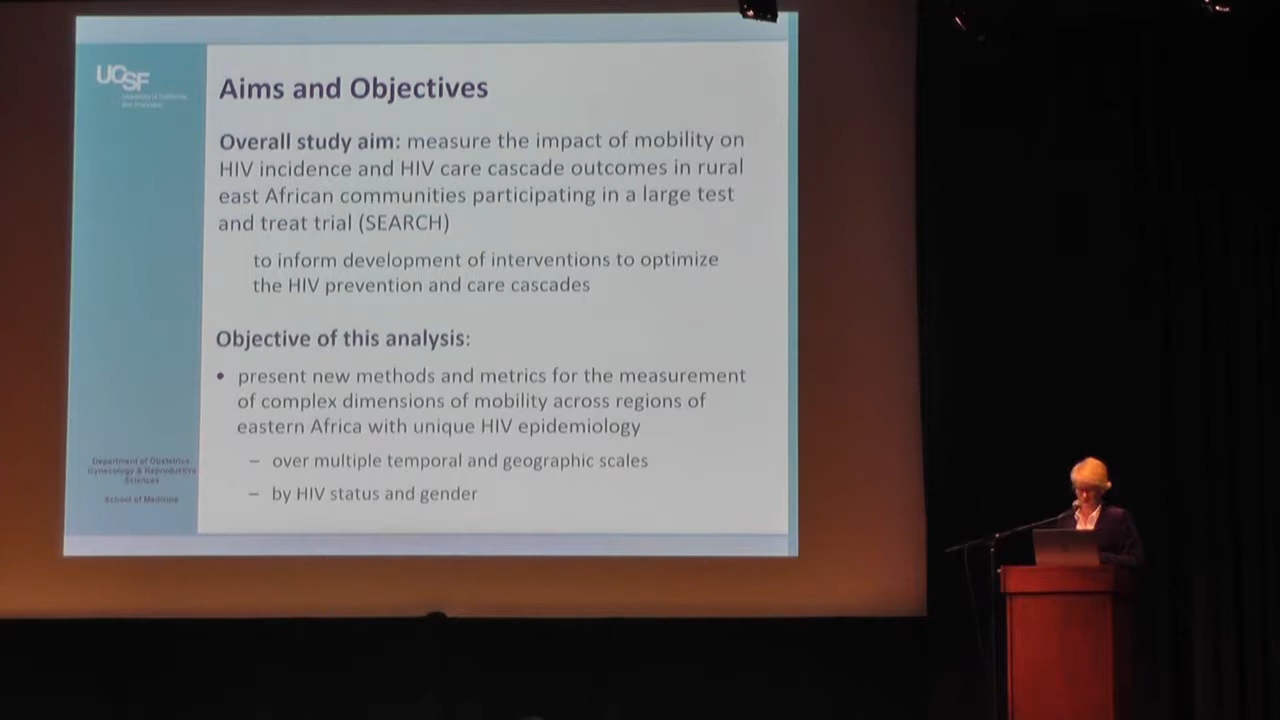 UCSF
University of California
San Francisco
Aims and Objectives
Overall study aim: measure the impact of mobility on
HIV incidence and HIV care cascade outcomes in rural
east African communities participating in a large test
and treat trial (SEARCH)
to inform development of interventions to optimize
the HIV prevention and care cascades
Objective of this analysis:
• present new methods and metrics for the measurement
of complex dimensions of mobility across regions of
eastern Africa with unique HIV epidemiology
– over multiple temporal and geographic scales
– by HIV status and gender
Department of Obstetrics,
Gynecology & Reproductive
Sciences
School of Medicine